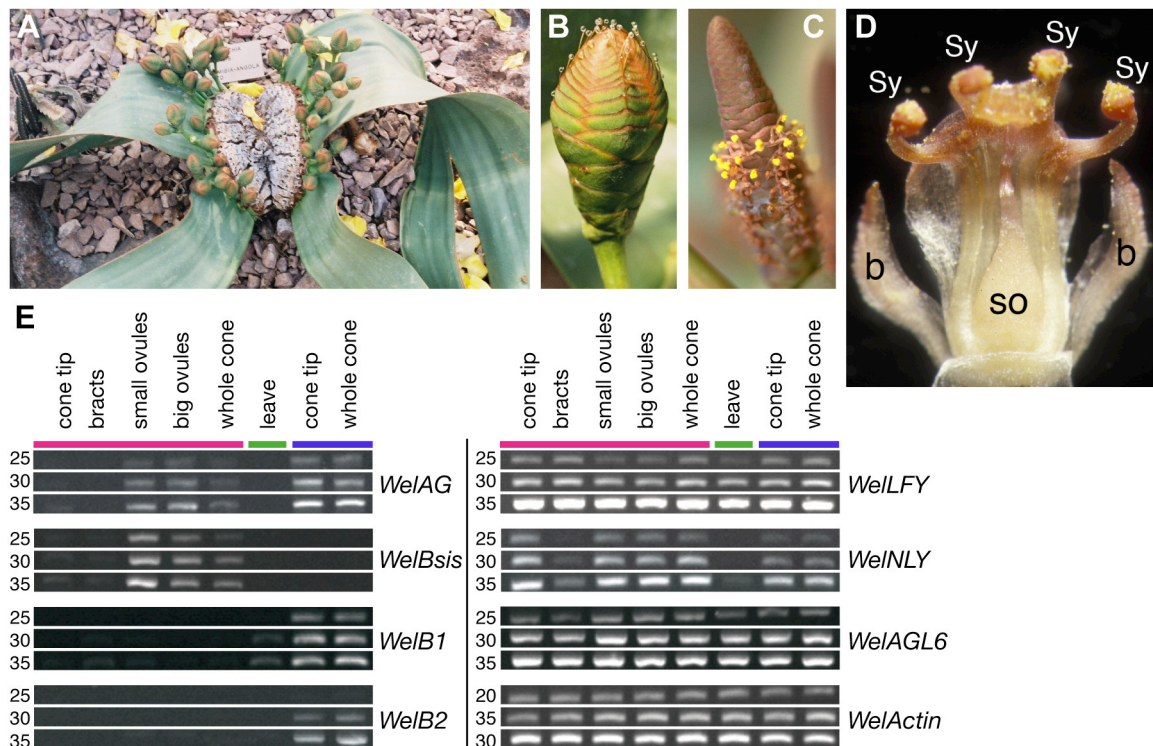 A
B
C
D
Sy
Sy
Sy
Sy
b
b
so
E
cone tip
bracts
small ovules
big ovules
whole cone
leave
cone tip
whole cone
cone tip
bracts
small ovules
big ovules
whole cone
leave
cone tip
whole cone
25
30
35
WelAG
25
30
35
WelBsis
25
30
35
WelB1
25
30
35
WelB2
25
30
35
WelLFY
25
30
35
WelNLY
25
30
35
WelAGL6
20
35
30
WelActin